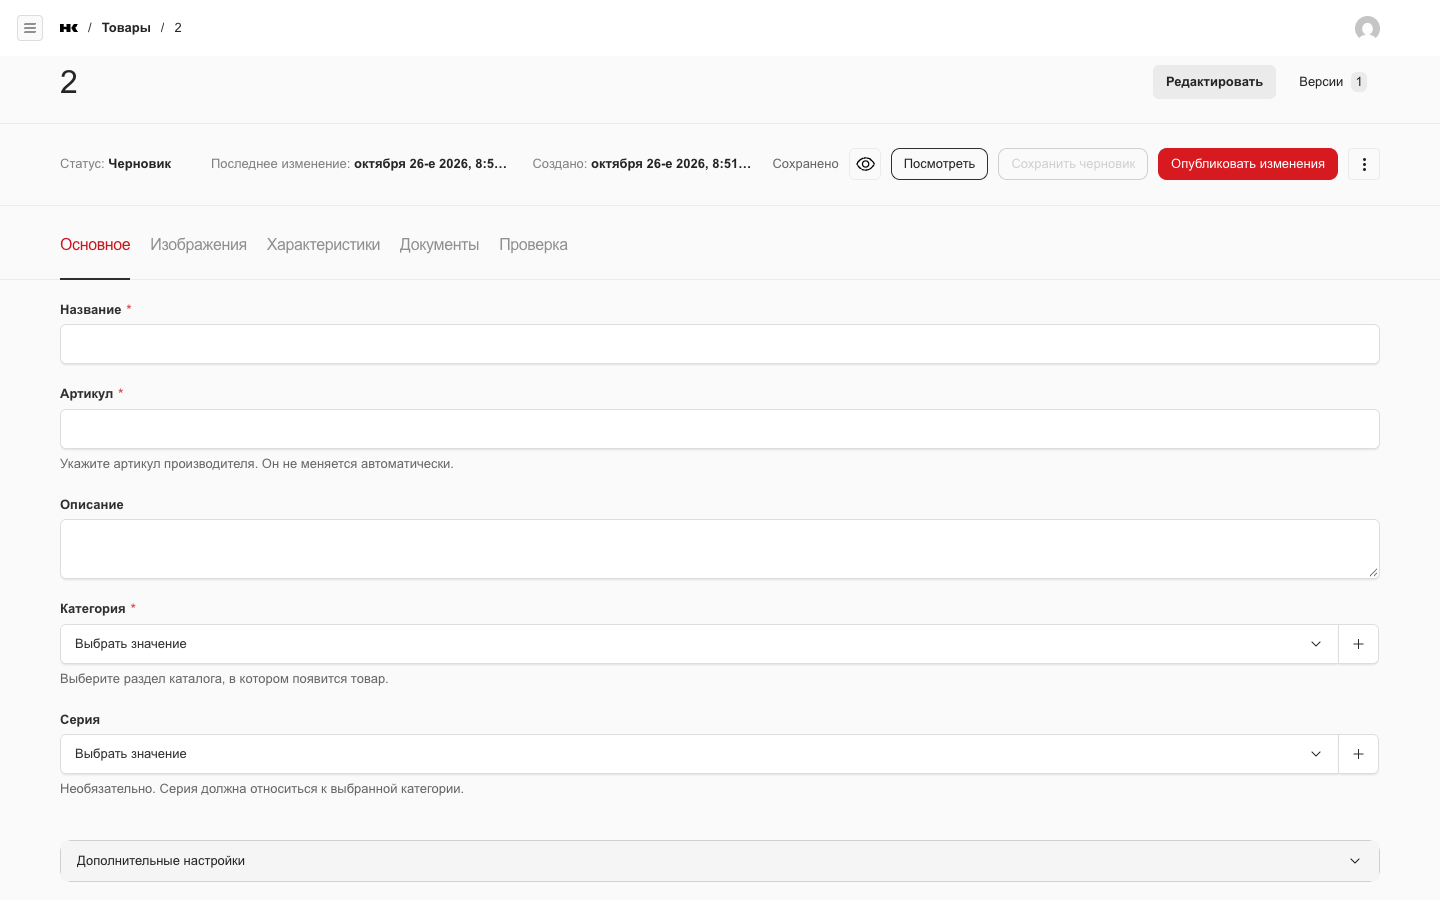 НК / Товары / 2
2
Редактировать
Версии 1
Статус: Черновик
Последнее изменение: октября 26-е 2026, 8:5...
Создано: октября 26-е 2026, 8:51...
Сохранено
Посмотреть
Сохранить черновик
Опубликовать изменения
Основное
Изображения
Характеристики
Документы
Проверка
Название *
Артикул *
Укажите артикул производителя. Он не меняется автоматически.
Описание
Категория *
Выбрать значение
Выберите раздел каталога, в котором появится товар.
Серия
Выбрать значение
Необязательно. Серия должна относиться к выбранной категории.
Дополнительные настройки